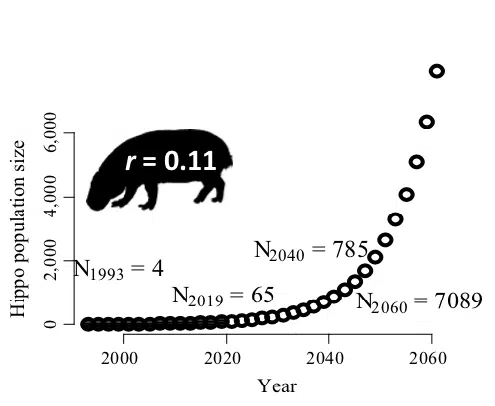 Hippo population size
6,000
4,000
2,000
0
r = 0.11
N1993 = 4
N2019 = 65
N2040 = 785
N2060 = 7089
2000
2020
2040
2060
Year